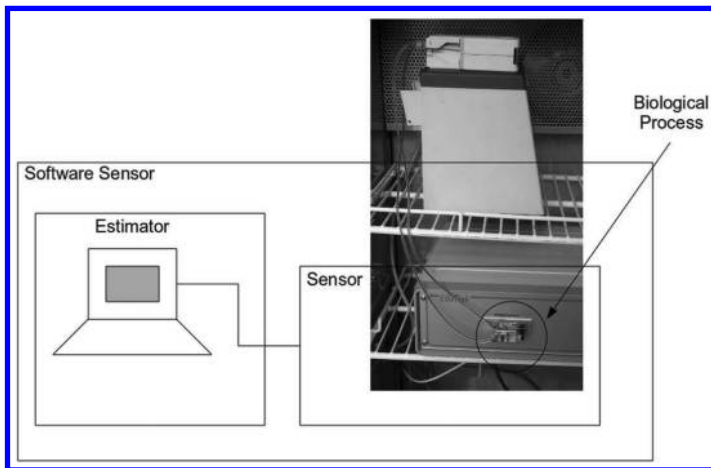 Biological
Process
Software Sensor
Estimator
Sensor